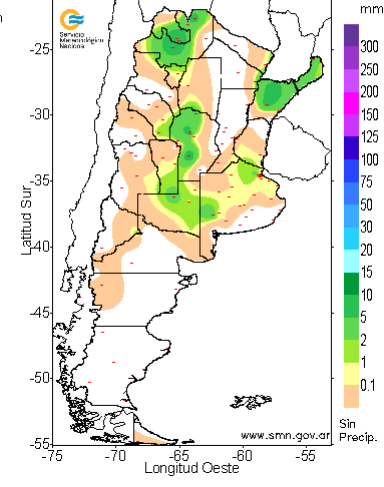 n
Servicio
Meteorológico
Nacional
mm
300
250
200
150
125
100
75
50
30
20
15
10
5
2
1
0.1
Sin
Precip.
-25
-30
-35
-40
-45
-50
-55
Latitud Sur
www.smn.gov.ar
-75
-70
-65
-60
-55
Longitud Oeste